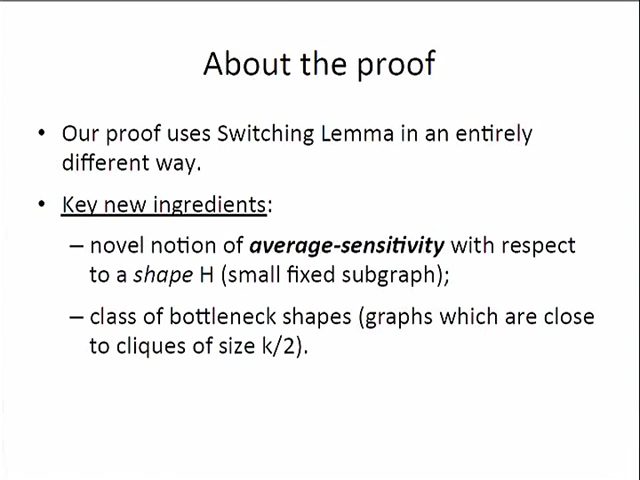 About the proof
• Our proof uses Switching Lemma in an entirely
different way.
• Key new ingredients:
– novel notion of average-sensitivity with respect
to a shape H (small fixed subgraph);
– class of bottleneck shapes (graphs which are close
to cliques of size k/2).